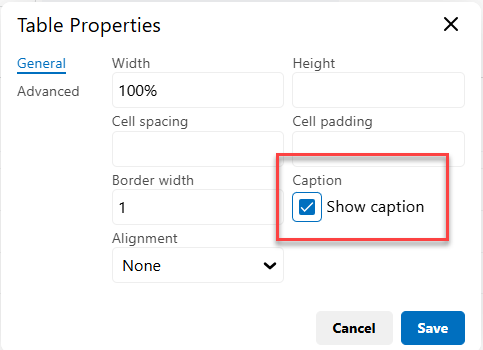 Table Properties
General
Advanced
Width
Height
100%
Cell spacing
Cell padding
Border width
Caption
1
Show caption
Alignment
None
Cancel
Save